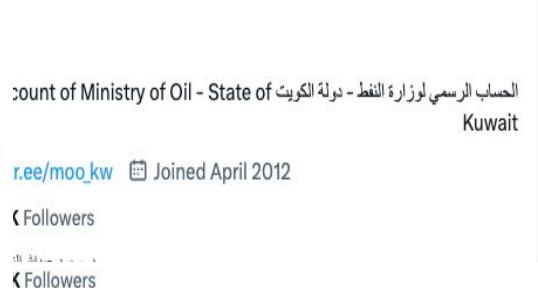 الحساب الرسمي لوزارة النفط - دولة الكويت count of Ministry of Oil - State of
Kuwait
r.ee/moo_kw Joined April 2012
Followers
Followers